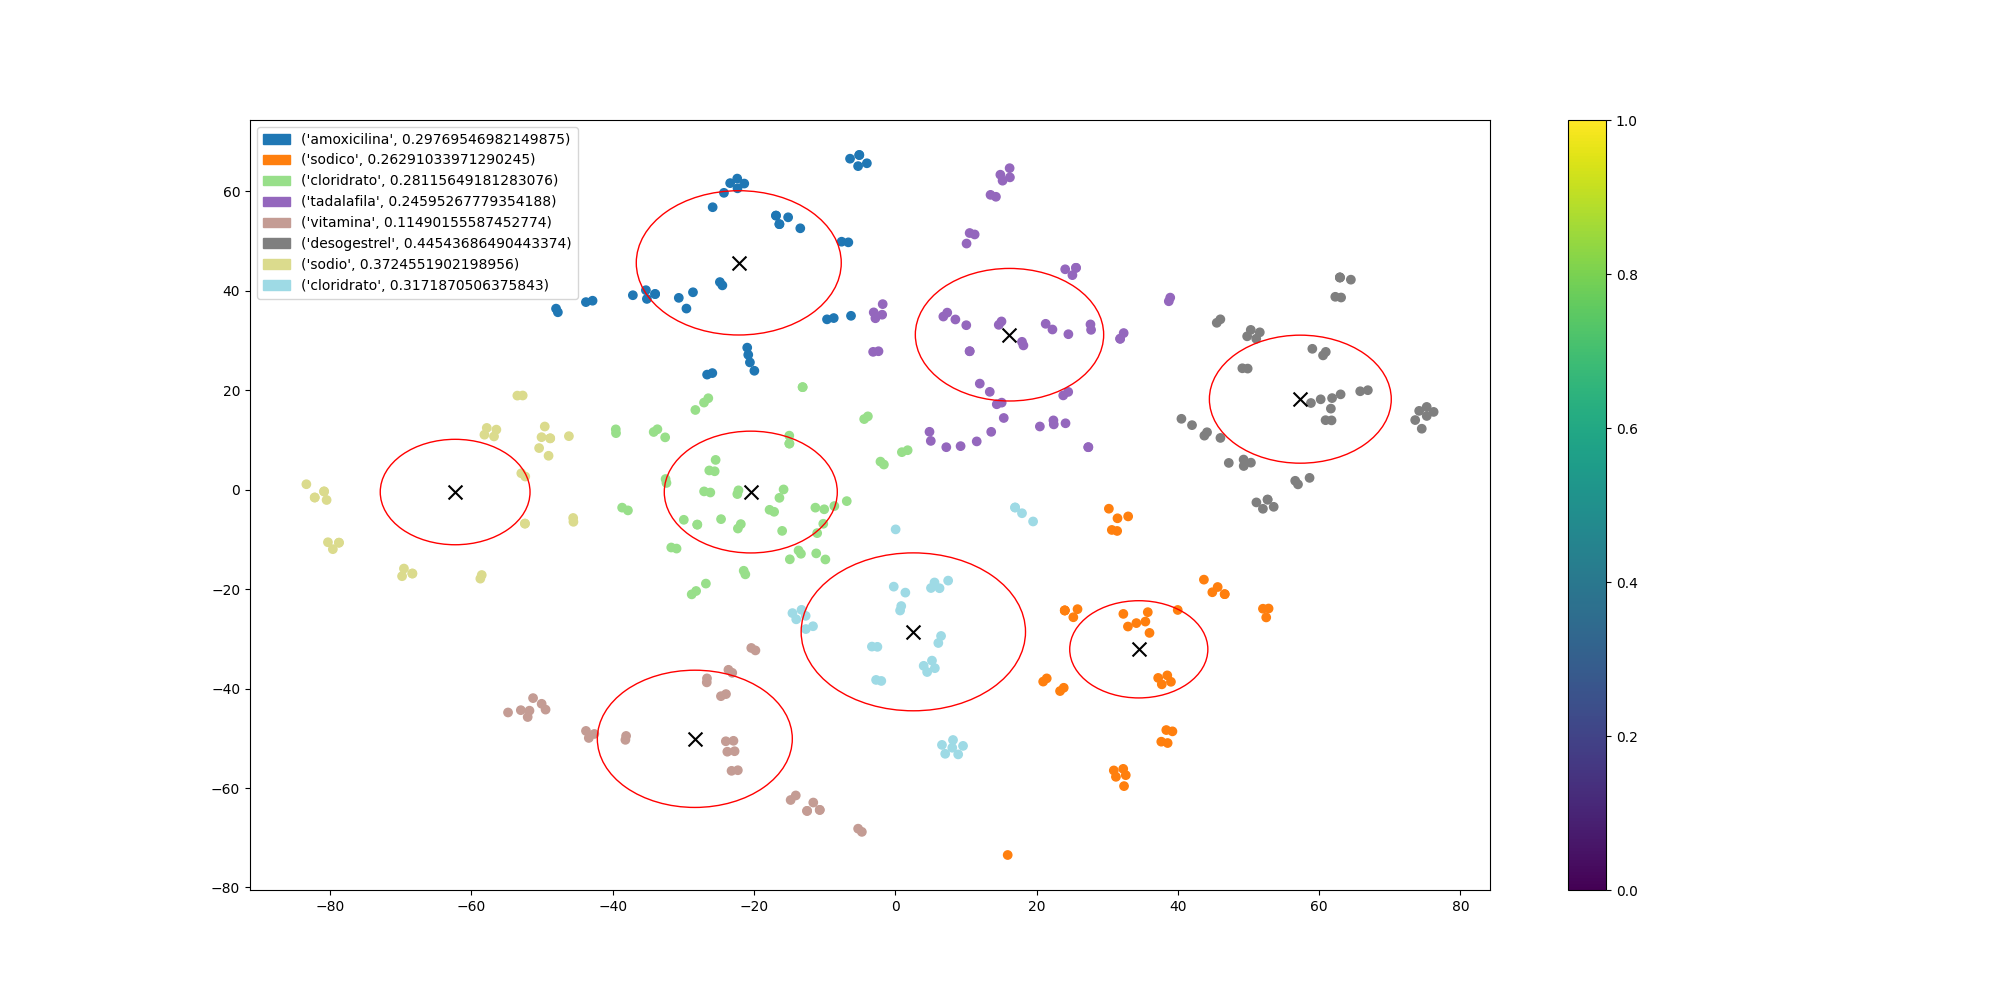 ('amoxicilina', 0.29769546982149875)
('sodico', 0.26291033971290245)
('cloridrato', 0.28115649181283076)
('tadalafila', 0.24595267779354188)
('vitamina', 0.11490155587452774)
('desogestrel', 0.44543686490443374)
('sodio', 0.3724551902198956)
('cloridrato', 0.3171870506375843)
60
40
20
0
−20
−40
−60
−80
−80 −60 −40 −20 0 20 40 60 80
1.0
0.8
0.6
0.4
0.2
0.0